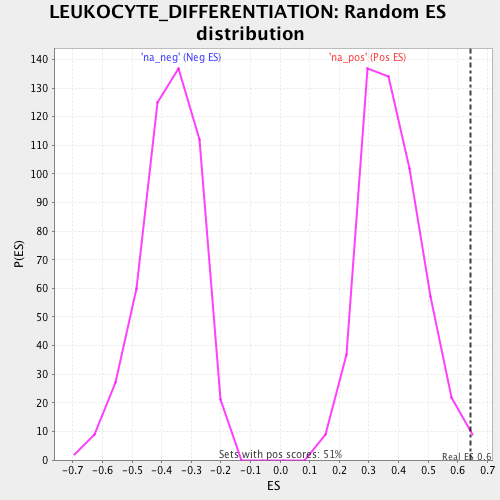 LEUKOCYTE_DIFFERENTIATION: Random ES
distribution
'na_neg' (Neg ES)
'na_pos' (Pos ES)
140
130
120
110
100
90
80
70
60
50
40
30
20
10
0
P(ES)
Sets with pos scores: 51%
Real ES 0.6
-0.7 -0.6 -0.5 -0.4 -0.3 -0.2 -0.1 0.0 0.1 0.2 0.3 0.4 0.5 0.6 0.7
ES